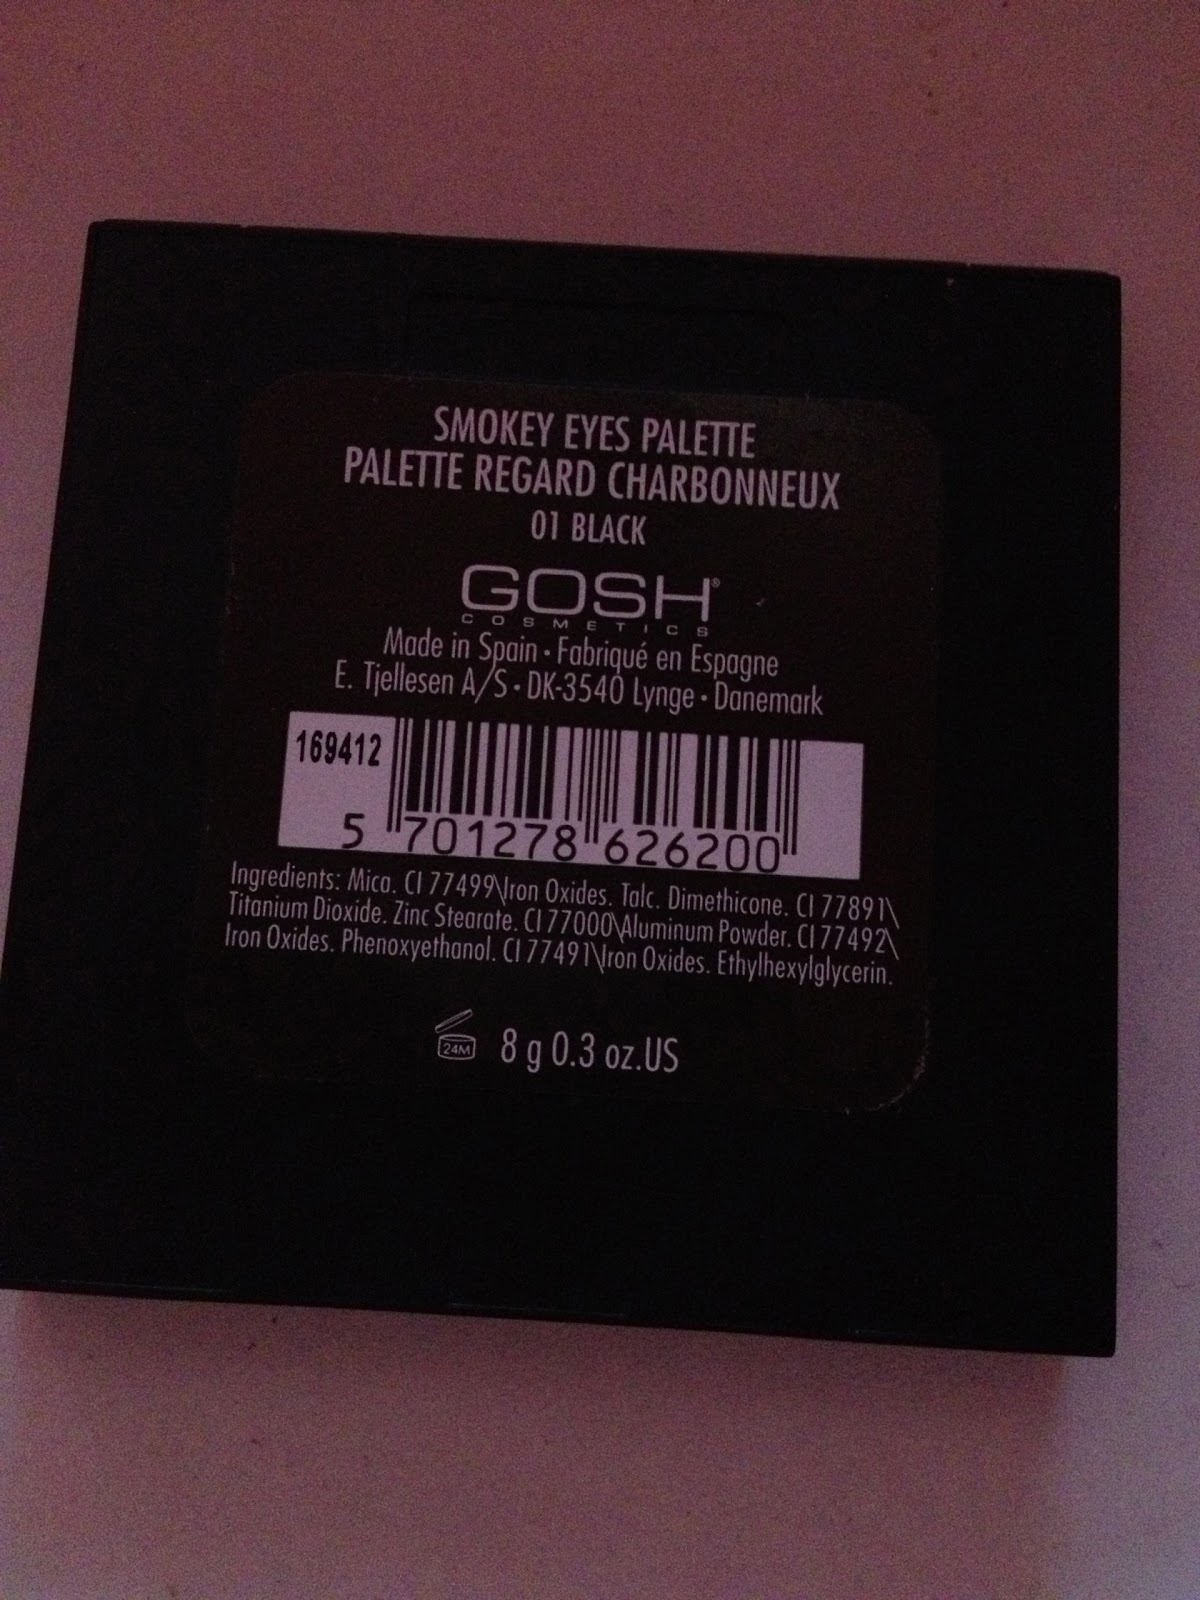 SMOKEY EYES PALETTE
PALETTE REGARD CHARBONNEUX
01 BLACK
GOSH®
COSMETICS
Made in Spain • Fabriqué en Espagne
E. Tjellesen A/S • DK-3540 Lynge • Danemark
169412
5 701278 626200
Ingredients: Mica. CI 77499\Iron Oxides. Talc. Dimethicone. CI 77891\
Titanium Dioxide. Zinc Stearate. CI 77000\Aluminum Powder. CI 77492\
Iron Oxides. Phenoxyethanol. CI 77491\Iron Oxides. Ethylhexylglycerin.
24M 8 g 0.3 oz.US